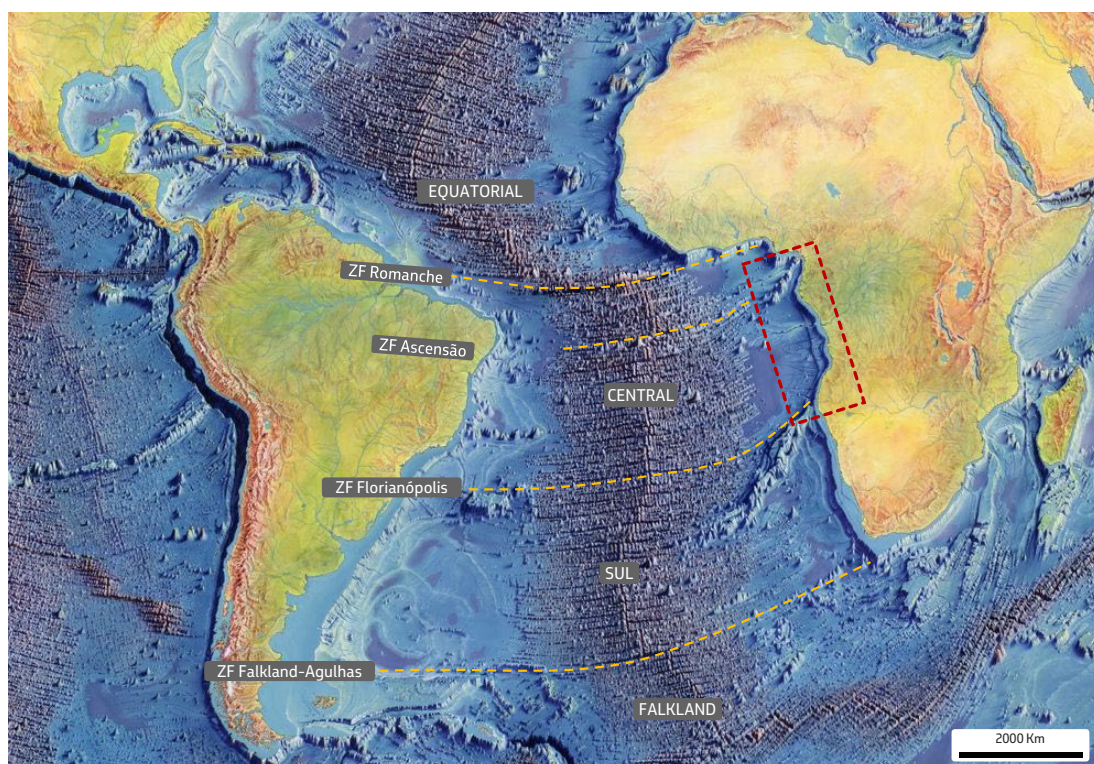 EQUATORIAL
ZF Romanche
ZF Ascensão
CENTRAL
ZF Florianópolis
SUL
ZF Falkland-Agulhas
FALKLAND
2000 Km